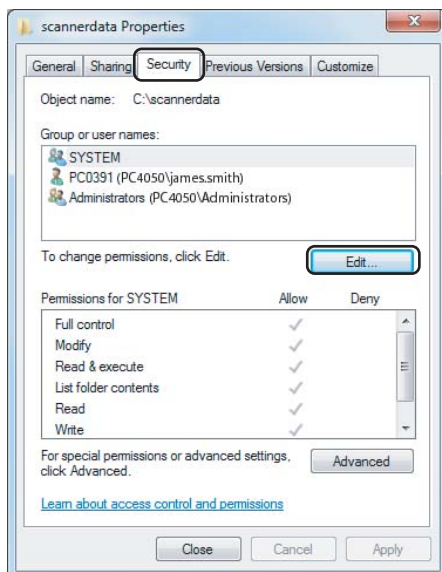 scannerdata Properties
General Sharing Security Previous Versions Customize
Object name: C:\scannerdata
Group or user names:
SYSTEM
PC0391 (PC4050\james.smith)
Administrators (PC4050\Administrators)
To change permissions, click Edit.
Edit...
Permissions for SYSTEM Allow Deny
Full control
Modify
Read & execute
List folder contents
Read
Write
For special permissions or advanced settings,
click Advanced.
Advanced
Learn about access control and permissions
Close Cancel Apply